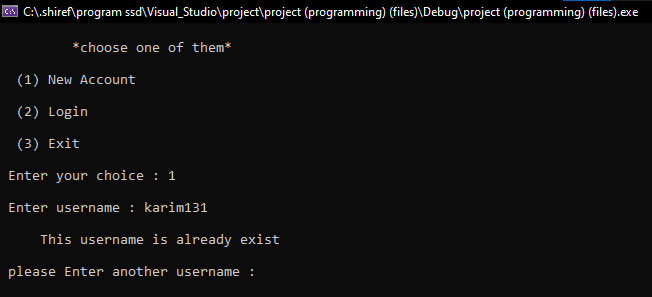 C:\.shiref\program ssd\Visual_Studio\project\project (programming) (files)\Debug\project (programming) (files).exe
*choose one of them*
(1) New Account
(2) Login
(3) Exit
Enter your choice : 1
Enter username : karim131
This username is already exist
please Enter another username :